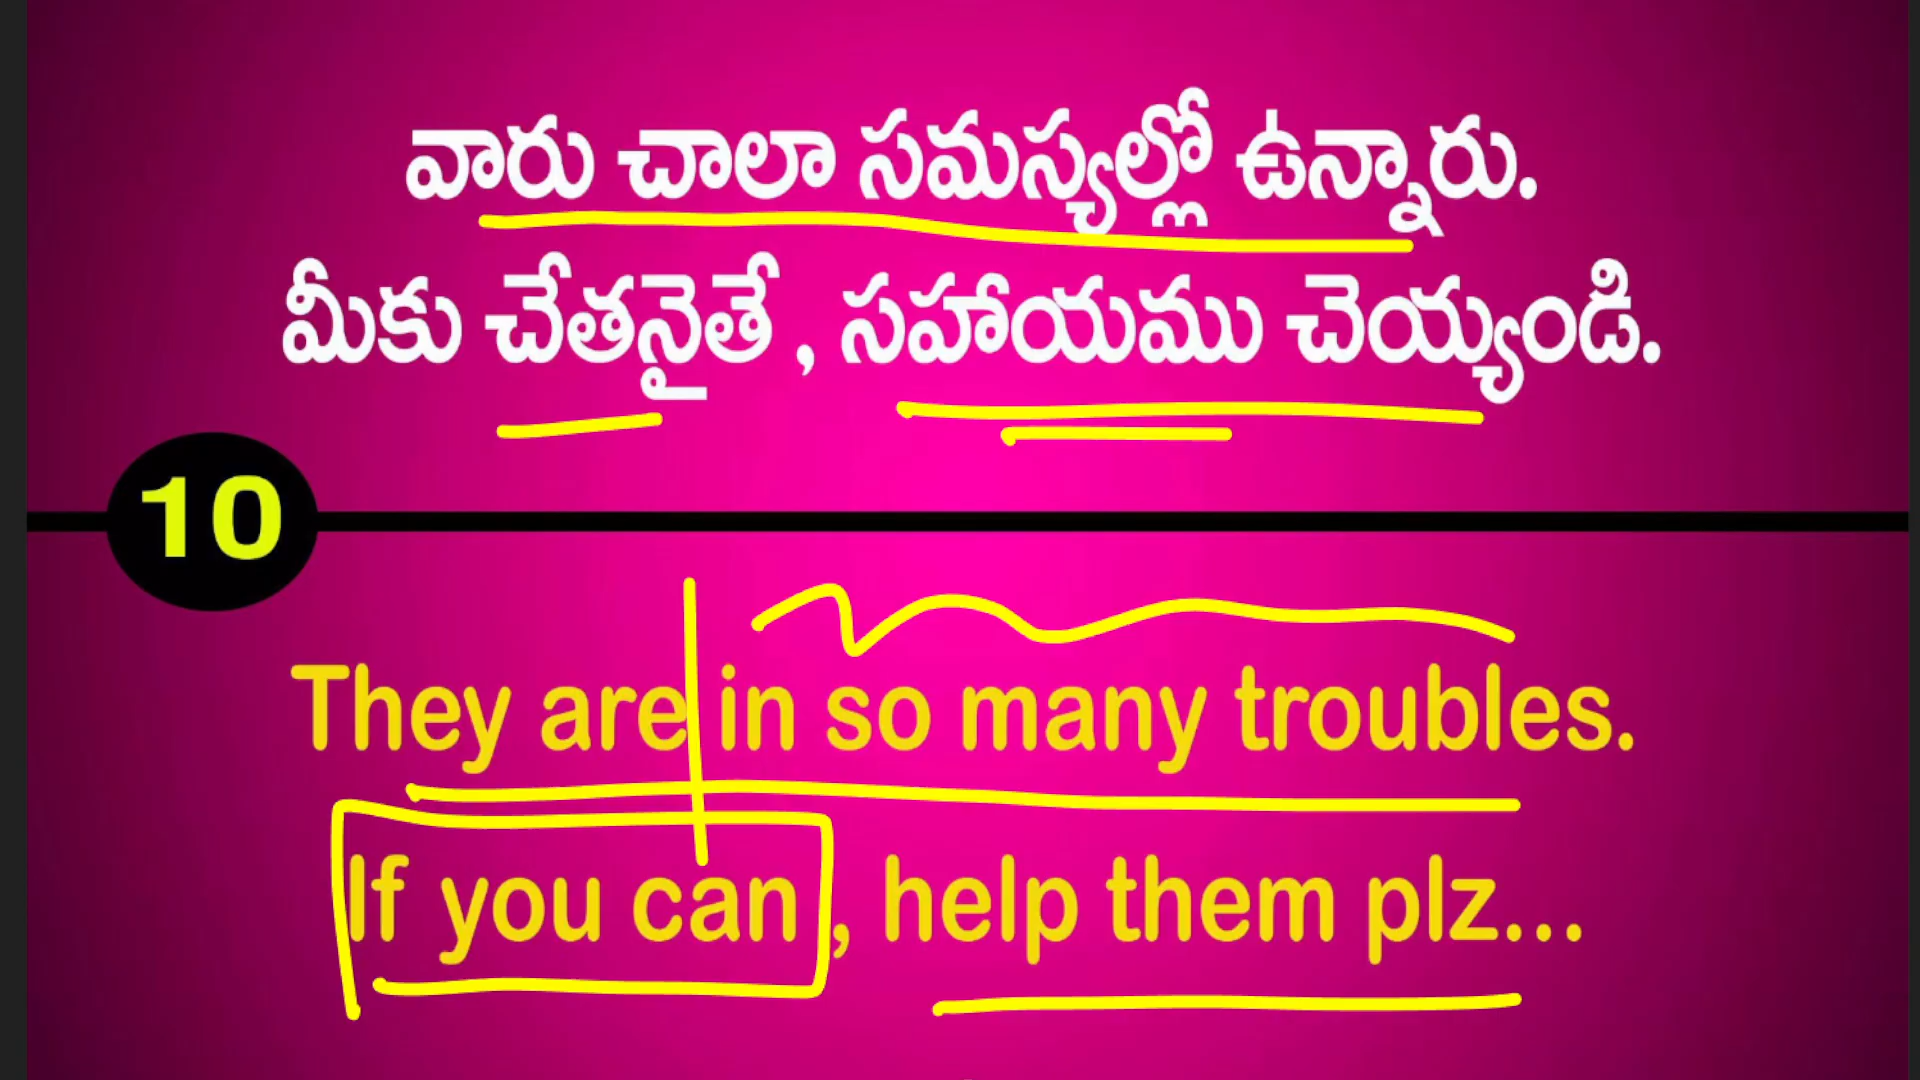 వారు చాలా సమస్యల్లో ఉన్నారు.
మీకు చేతనైతే , సహాయము చెయ్యండి.
10
They are in so many troubles.
If you can , help them plz...